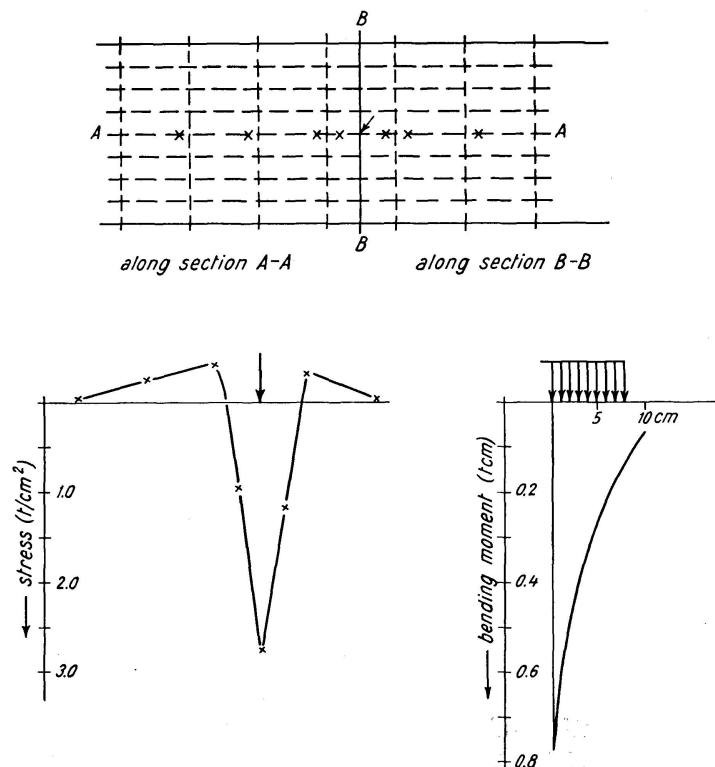 B
A
A
B
along section A-A
along section B-B
stress (t/cm²)
1.0
2.0
3.0
bending moment (tcm)
5
10 cm
0.2
0.4
0.6
0.8